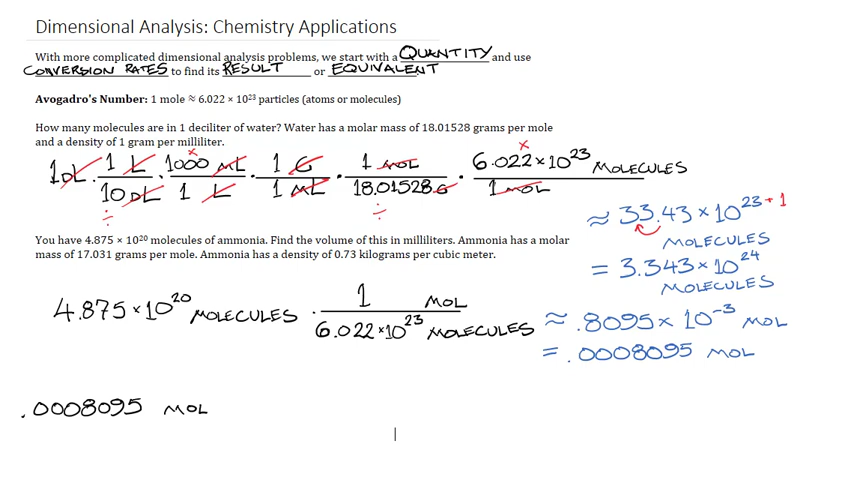 Dimensional Analysis: Chemistry Applications
With more complicated dimensional analysis problems, we start with a QUANTITY and use
CONVERSION RATES to find its RESULT or EQUIVALENT
Avogadro's Number: 1 mole ≈ 6.022 × 10²³ particles (atoms or molecules)
How many molecules are in 1 deciliter of water? Water has a molar mass of 18.01528 grams per mole
and a density of 1 gram per milliliter.
1 DL · 1 L / 10 DL · 1000 ML / 1 L · 1 G / 1 ML · 1 MOL / 18.01528 G · 6.022 × 10²³ MOLECULES / 1 MOL
≈ 33.43 × 10²³⁺¹
MOLECULES
= 3.343 × 10²⁴
MOLECULES
You have 4.875 × 10²⁰ molecules of ammonia. Find the volume of this in milliliters. Ammonia has a molar
mass of 17.031 grams per mole. Ammonia has a density of 0.73 kilograms per cubic meter.
4.875 × 10²⁰ MOLECULES · 1 MOL / 6.022 × 10²³ MOLECULES ≈ .8095 × 10⁻³ MOL
= .0008095 MOL
.0008095 MOL